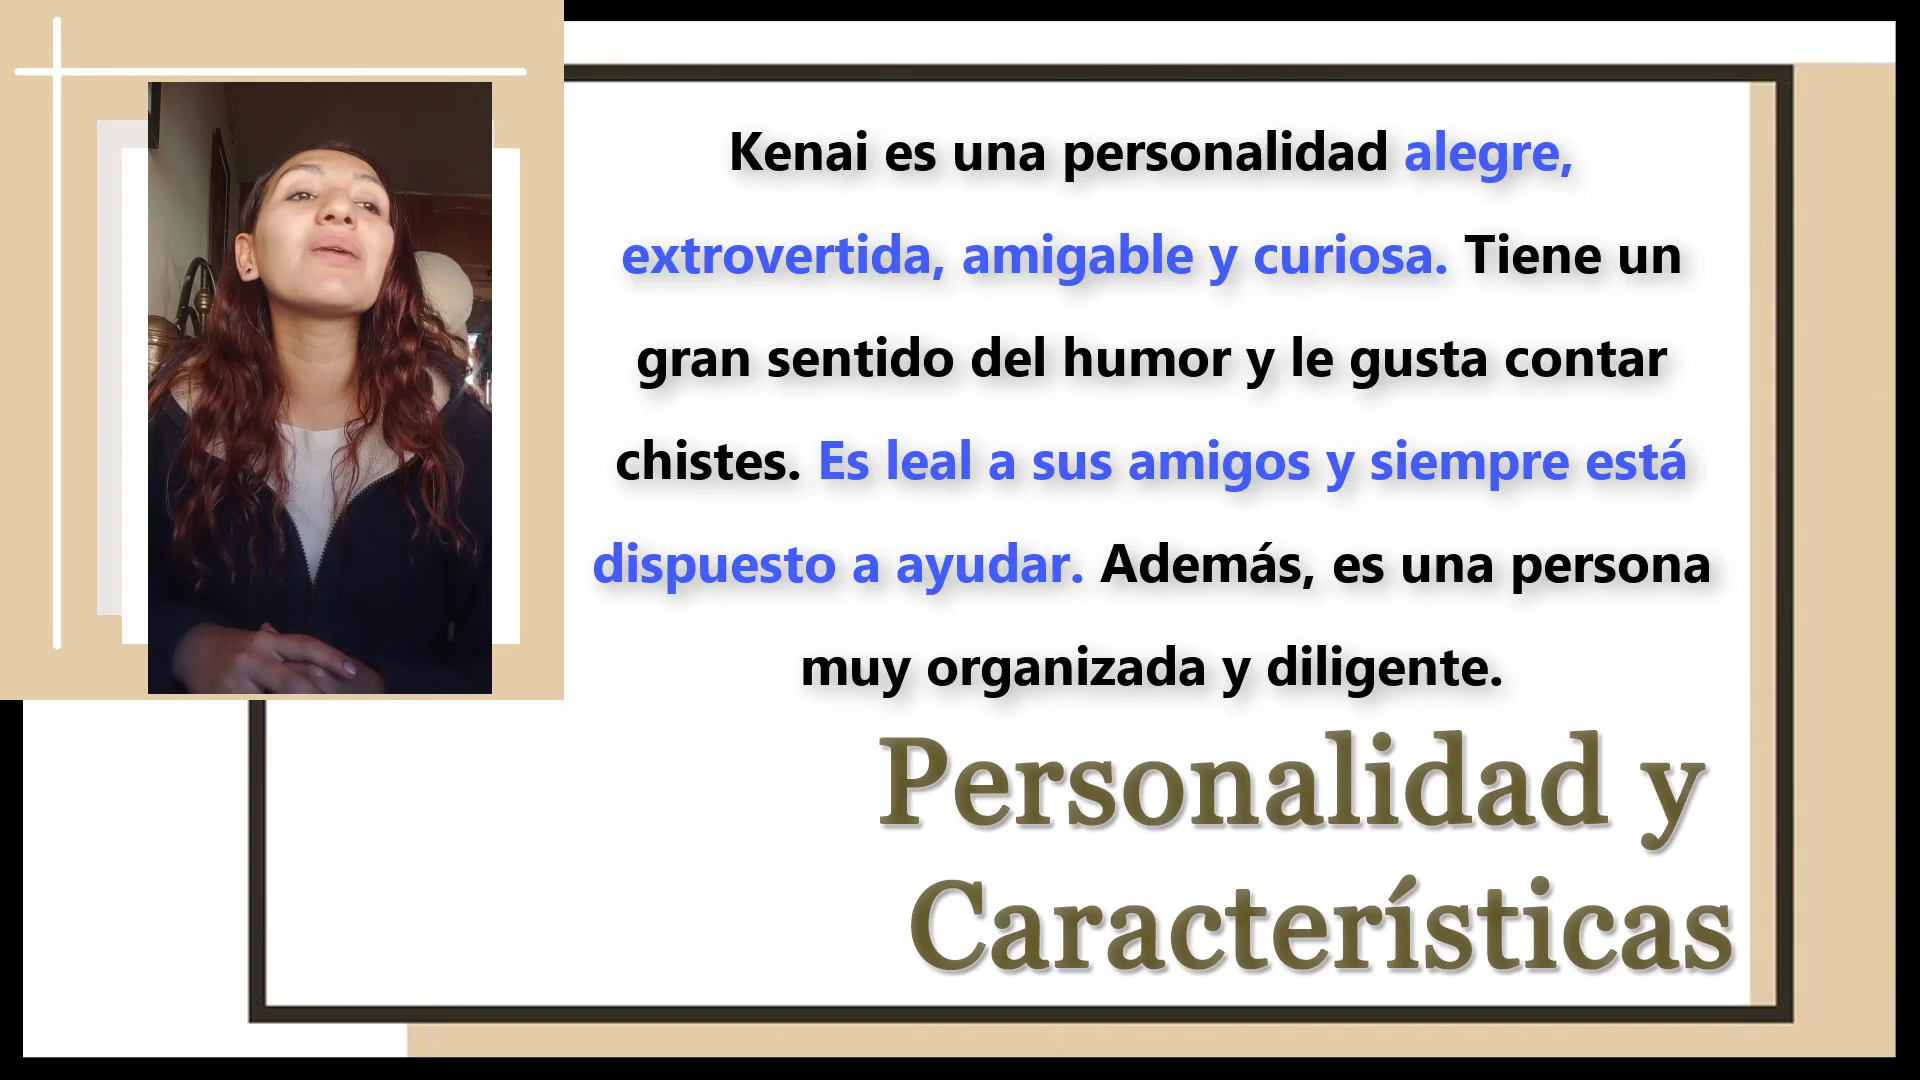 Kenai es una personalidad alegre,
extrovertida, amigable y curiosa. Tiene un
gran sentido del humor y le gusta contar
chistes. Es leal a sus amigos y siempre está
dispuesto a ayudar. Además, es una persona
muy organizada y diligente.
Personalidad y
Características